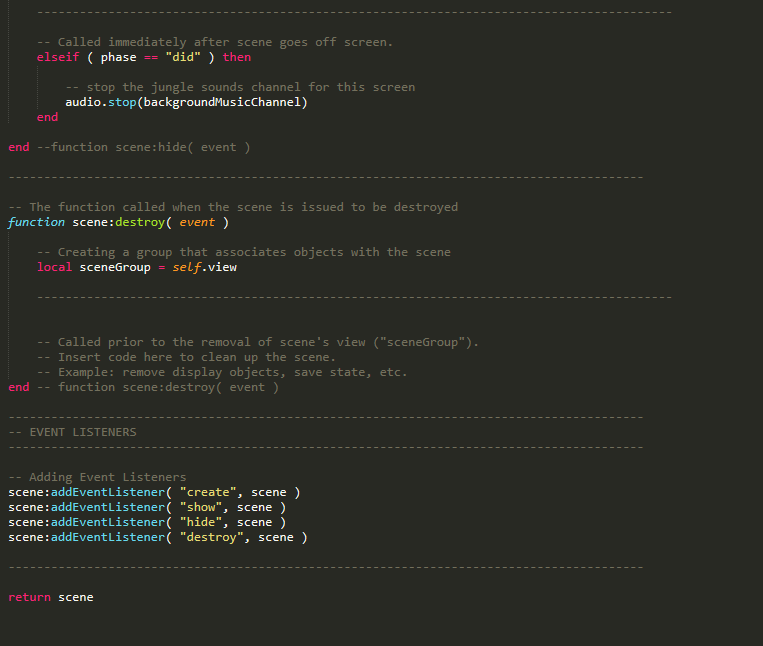 -----------------------------------------------------------------------------------------
-- Called immediately after scene goes off screen.
elseif ( phase == "did" ) then
-- stop the jungle sounds channel for this screen
audio.stop(backgroundMusicChannel)
end
end --function scene:hide( event )
-----------------------------------------------------------------------------------------
-- The function called when the scene is issued to be destroyed
function scene:destroy( event )
-- Creating a group that associates objects with the scene
local sceneGroup = self.view
-----------------------------------------------------------------------------------------
-- Called prior to the removal of scene's view ("sceneGroup").
-- Insert code here to clean up the scene.
-- Example: remove display objects, save state, etc.
end -- function scene:destroy( event )
-----------------------------------------------------------------------------------------
-- EVENT LISTENERS
-----------------------------------------------------------------------------------------
-- Adding Event Listeners
scene:addEventListener( "create", scene )
scene:addEventListener( "show", scene )
scene:addEventListener( "hide", scene )
scene:addEventListener( "destroy", scene )
-----------------------------------------------------------------------------------------
return scene